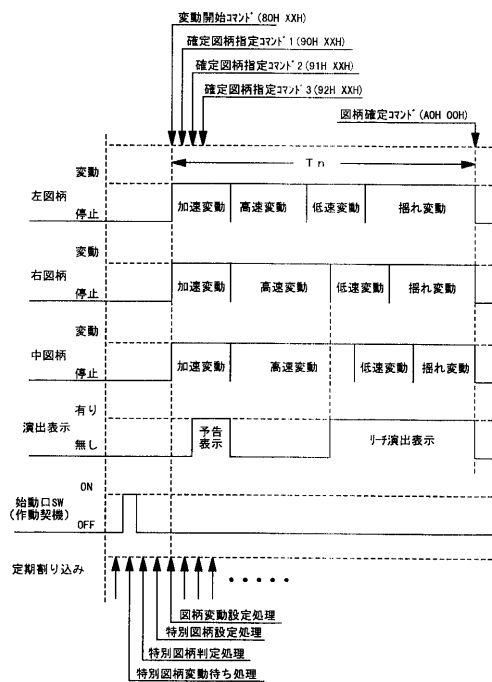 変動開始コマンド(80H XXH)
確定図柄指定コマンド1(90H XXH)
確定図柄指定コマンド2(91H XXH)
確定図柄指定コマンド3(92H XXH)
図柄確定コマンド(A0H 00H)
Tn
変動
左図柄
停止
加速変動 高速変動 低速変動 揺れ変動
変動
右図柄
停止
加速変動 高速変動 低速変動 揺れ変動
変動
中図柄
停止
加速変動 高速変動 低速変動 揺れ変動
有り
演出表示
無し
予告
表示
リーチ演出表示
ON
始動口SW
(作動契機)
OFF
定期割り込み
・・・・・
図柄変動設定処理
特別図柄設定処理
特別図柄判定処理
特別図柄変動待ち処理